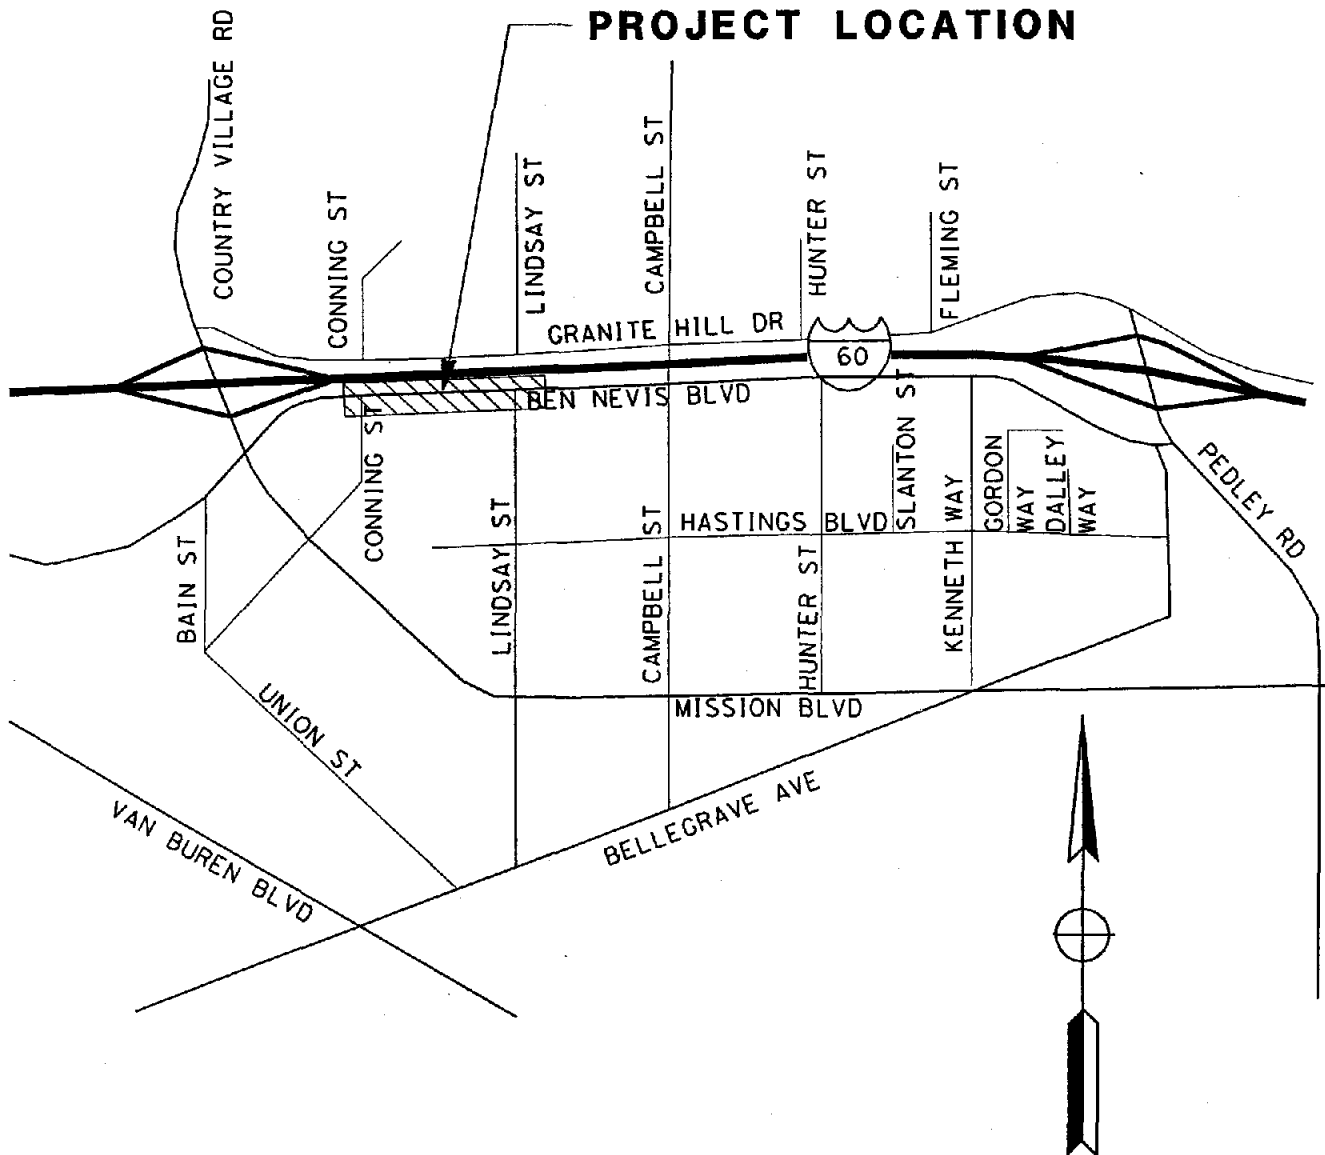 PROJECT LOCATION
COUNTRY VILLAGE RD
CONNING ST
LINDSAY ST
CAMPBELL ST
HUNTER ST
FLEMING ST
GRANITE HILL DR
60
BEN NEVIS BLVD
CONNING ST
SLANTON ST
GORDON
WAY
DALLEY
WAY
PEDLEY RD
HASTINGS BLVD
BAIN ST
LINDSAY ST
CAMPBELL ST
HUNTER ST
KENNETH WAY
UNION ST
MISSION BLVD
VAN BUREN BLVD
BELLEGRAVE AVE